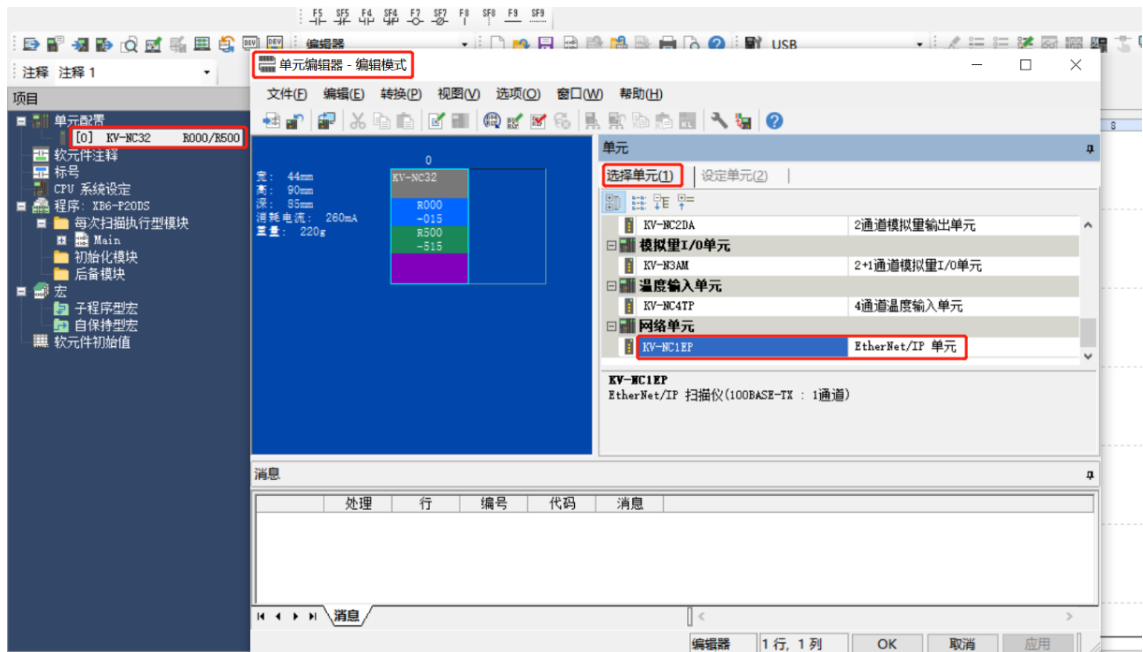 F5 SF5 F4 SF4 F7 SF7 F8 SF8 F9 SF9
编辑器
USB
注释 注释 1
项目
单元配置
[0] KV-NC32 R000/R500
软元件注释
标号
CPU 系统设定
程序: XB6-P20DS
每次扫描执行型模块
Main
初始化模块
后备模块
宏
子程序型宏
自保持型宏
软元件初始值
单元编辑器 - 编辑模式
文件(F) 编辑(E) 转换(P) 视图(V) 选项(O) 窗口(W) 帮助(H)
宽: 44mm
高: 90mm
深: 85mm
消耗电流: 260mA
重量: 220g
0
KV-NC32
R000
-015
R500
-515
单元
选择单元(1) 设定单元(2)
KV-NC2DA 2通道模拟量输出单元
模拟量I/O单元
KV-N3AM 2+1通道模拟量I/O单元
温度输入单元
KV-NC4TP 4通道温度输入单元
网络单元
KV-NC1EP EtherNet/IP 单元
KV-NC1EP
EtherNet/IP 扫描仪(100BASE-TX : 1通道)
消息
处理 行 编号 代码 消息
消息
编辑器 1 行, 1 列 OK 取消 应用
8